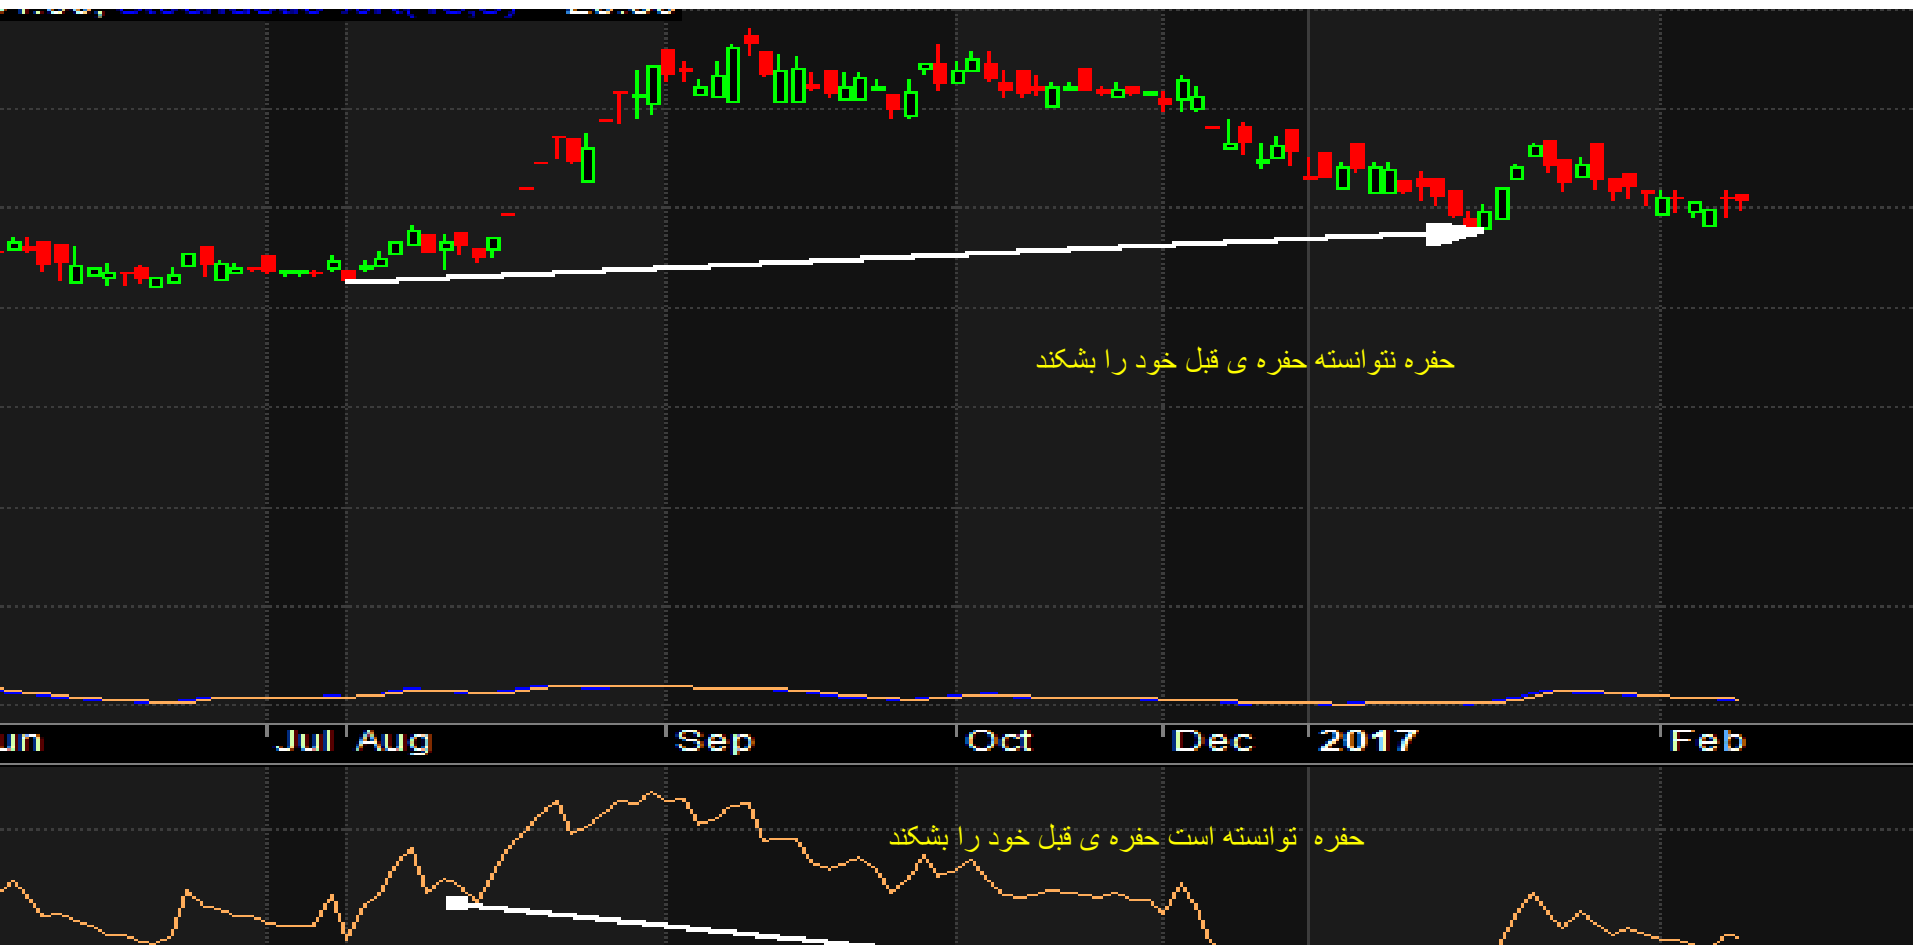 حفره نتوانسته حفره ی قبل خود را بشکند
Jul Aug Sep Oct Dec 2017 Feb
حفره توانسته است حفره ی قبل خود را بشکند